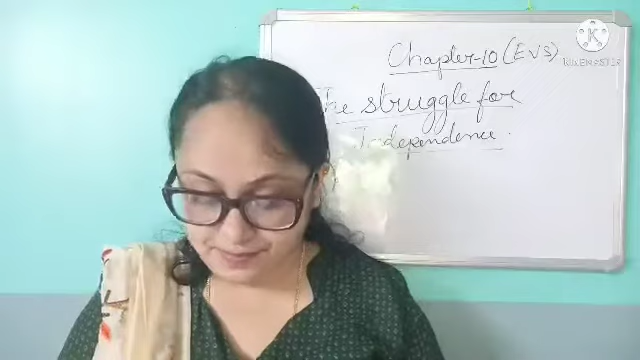 Chapter-10 (EVS)
The struggle for
Independence.
KINEMASTER